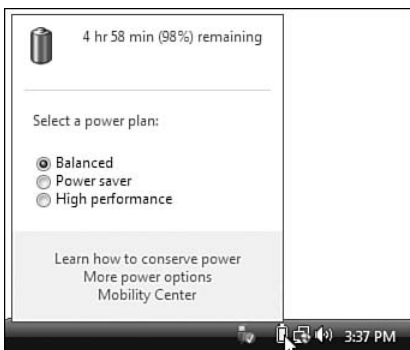 4 hr 58 min (98%) remaining
Select a power plan:
Balanced
Power saver
High performance
Learn how to conserve power
More power options
Mobility Center
3:37 PM